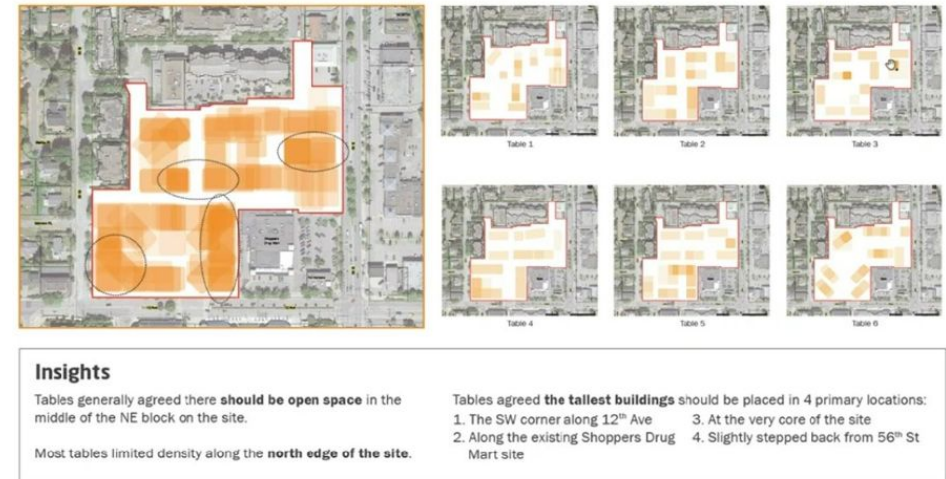 Table 1
Table 2
Table 3
Table 4
Table 5
Table 6
Insights
Tables generally agreed there should be open space in the
middle of the NE block on the site.
Most tables limited density along the north edge of the site.
Tables agreed the tallest buildings should be placed in 4 primary locations:
1. The SW corner along 12th Ave
2. Along the existing Shoppers Drug
Mart site
3. At the very core of the site
4. Slightly stepped back from 56th St